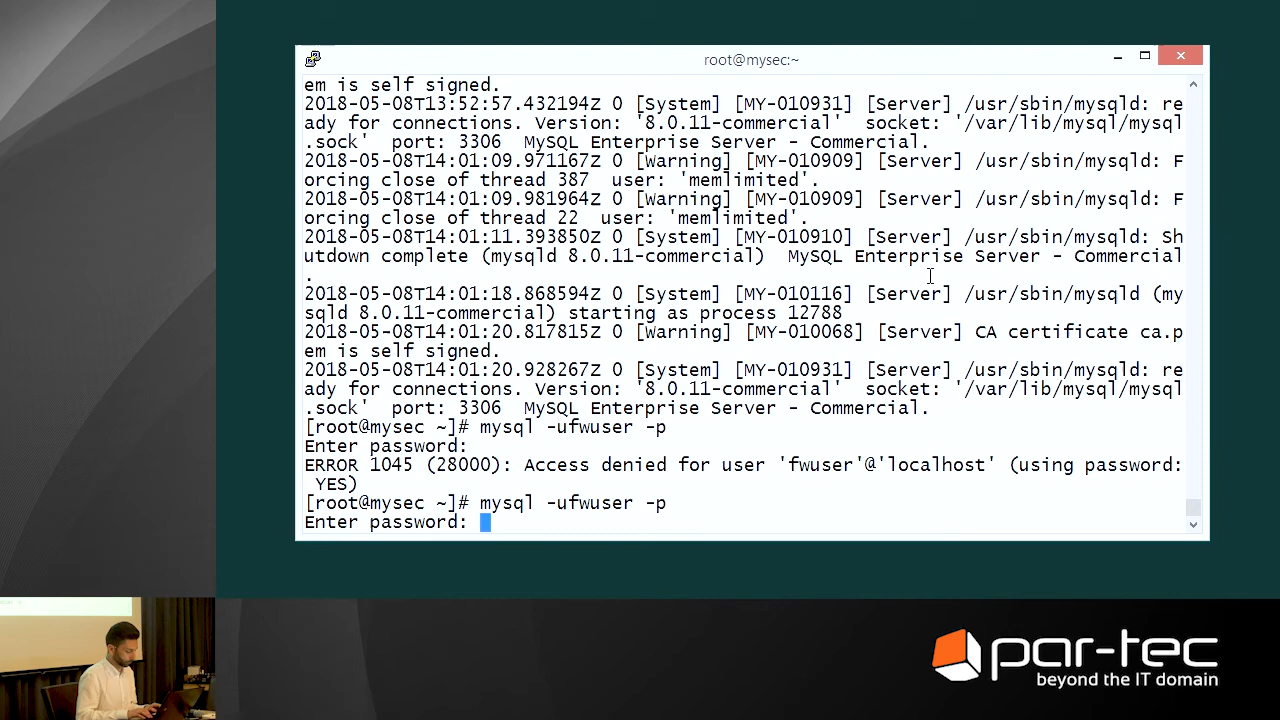 root@mysec:~
em is self signed.
2018-05-08T13:52:57.432194Z 0 [System] [MY-010931] [Server] /usr/sbin/mysqld: re
ady for connections. Version: '8.0.11-commercial'  socket: '/var/lib/mysql/mysql
.sock'  port: 3306  MySQL Enterprise Server - Commercial.
2018-05-08T14:01:09.971167Z 0 [Warning] [MY-010909] [Server] /usr/sbin/mysqld: F
orcing close of thread 387  user: 'memlimited'.
2018-05-08T14:01:09.981964Z 0 [Warning] [MY-010909] [Server] /usr/sbin/mysqld: F
orcing close of thread 22  user: 'memlimited'.
2018-05-08T14:01:11.393850Z 0 [System] [MY-010910] [Server] /usr/sbin/mysqld: Sh
utdown complete (mysqld 8.0.11-commercial)  MySQL Enterprise Server - Commercial
.
2018-05-08T14:01:18.868594Z 0 [System] [MY-010116] [Server] /usr/sbin/mysqld (my
sqld 8.0.11-commercial) starting as process 12788
2018-05-08T14:01:20.817815Z 0 [Warning] [MY-010068] [Server] CA certificate ca.p
em is self signed.
2018-05-08T14:01:20.928267Z 0 [System] [MY-010931] [Server] /usr/sbin/mysqld: re
ady for connections. Version: '8.0.11-commercial'  socket: '/var/lib/mysql/mysql
.sock'  port: 3306  MySQL Enterprise Server - Commercial.
[root@mysec ~]# mysql -ufwuser -p
Enter password:
ERROR 1045 (28000): Access denied for user 'fwuser'@'localhost' (using password:
 YES)
[root@mysec ~]# mysql -ufwuser -p
Enter password:
par-tec
beyond the IT domain